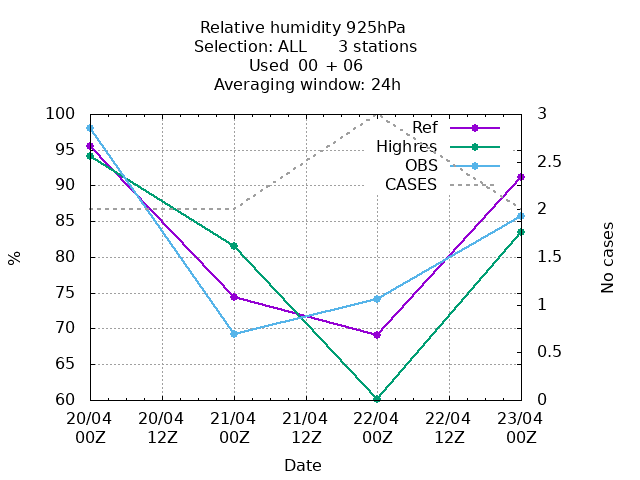 Relative humidity 925hPa
Selection: ALL      3 stations
Used  00 + 06
Averaging window: 24h
Ref
Highres
OBS
CASES
100
95
90
85
80
75
70
65
60
%
3
2.5
2
1.5
1
0.5
0
No cases
20/04 20/04 21/04 21/04 22/04 22/04 23/04
00Z 12Z 00Z 12Z 00Z 12Z 00Z
Date